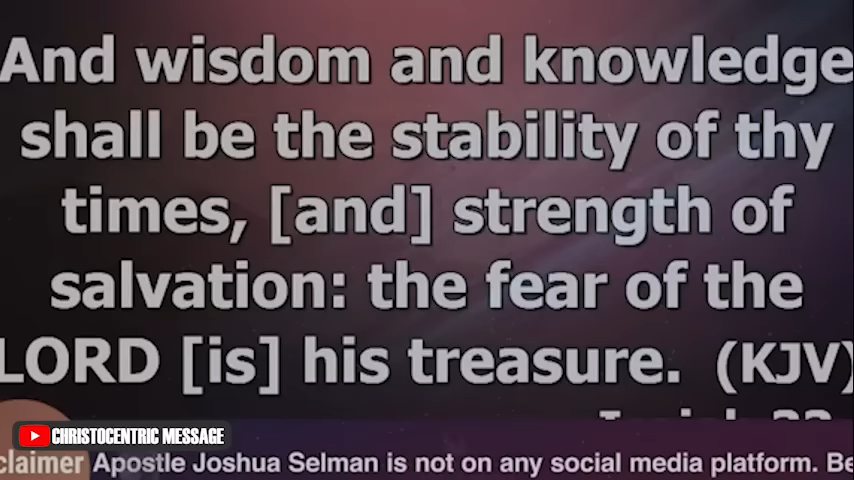 And wisdom and knowledge
shall be the stability of thy
times, [and] strength of
salvation: the fear of the
LORD [is] his treasure. (KJV)
CHRISTOCENTRIC MESSAGE
claimer Apostle Joshua Selman is not on any social media platform. Be